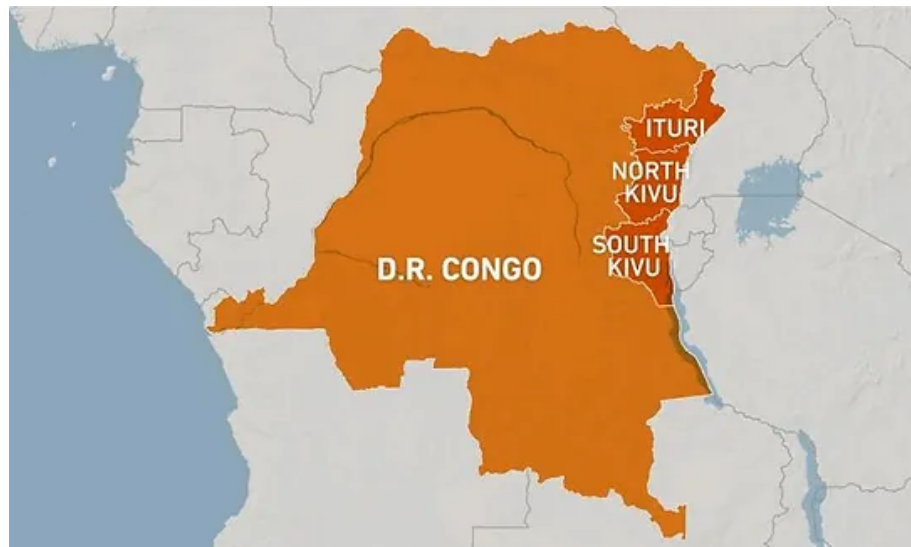 ITURI
NORTH
KIVU
SOUTH
KIVU
D.R. CONGO